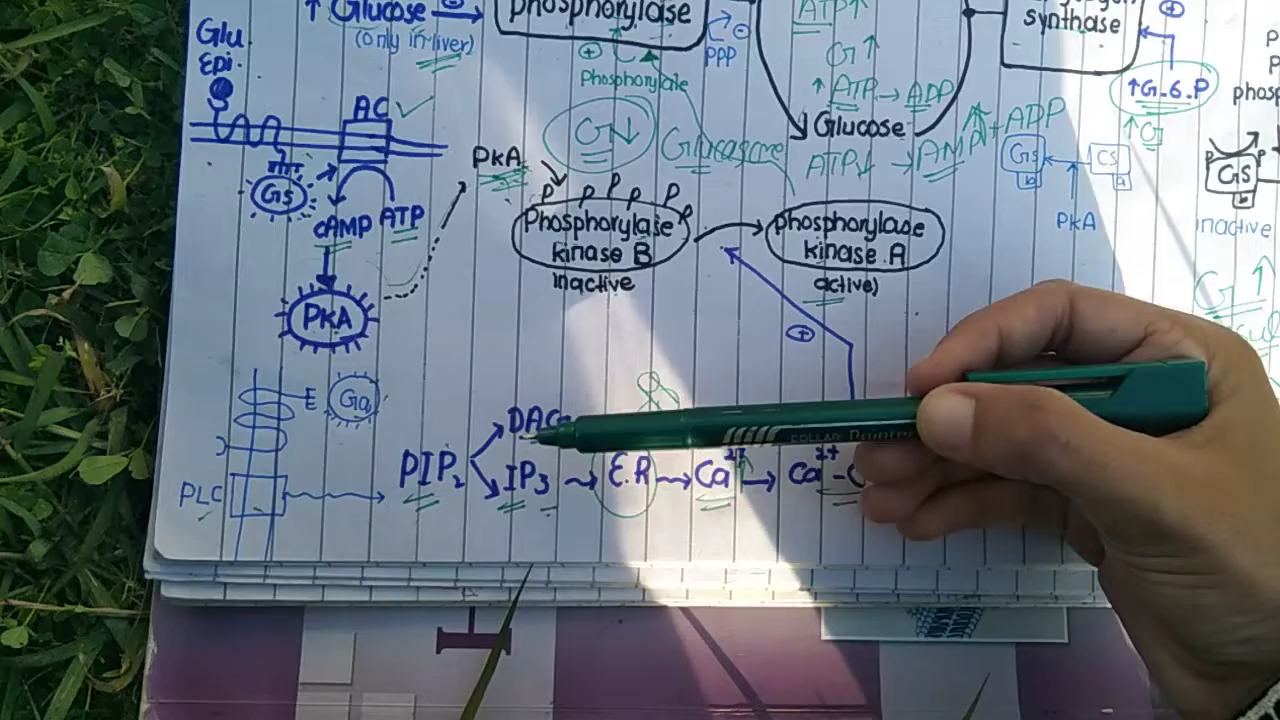 ↑ Glucose
(only in liver)
phosphorylase
PPP
Phosphorylate
ATP↑
G↑
↑ ATP → ADP
Glucose
ATP↓ → AMP↑ + ADP
synthase
↑G-6.P
↑G
Glu
Epi.
AC
Gs
cAMP
ATP
PKA
PKA
G↓
P P P P P P
Phosphorylase
kinase B
inactive
phosphorylase
kinase A
active)
GS
b
GS
a
PKA
P
P
phosp
P P
GS
b
inactive
G↑
Gq
PLC
PIP₂
DAG
IP₃
E.R
Ca²⁺↑
Ca²⁺-C